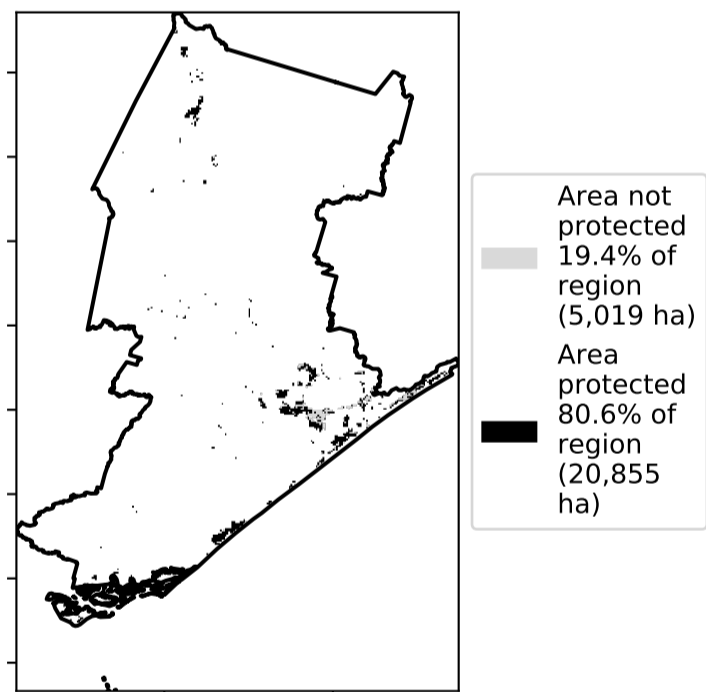 Area not
protected
19.4% of
region
(5,019 ha)
Area
protected
80.6% of
region
(20,855
ha)